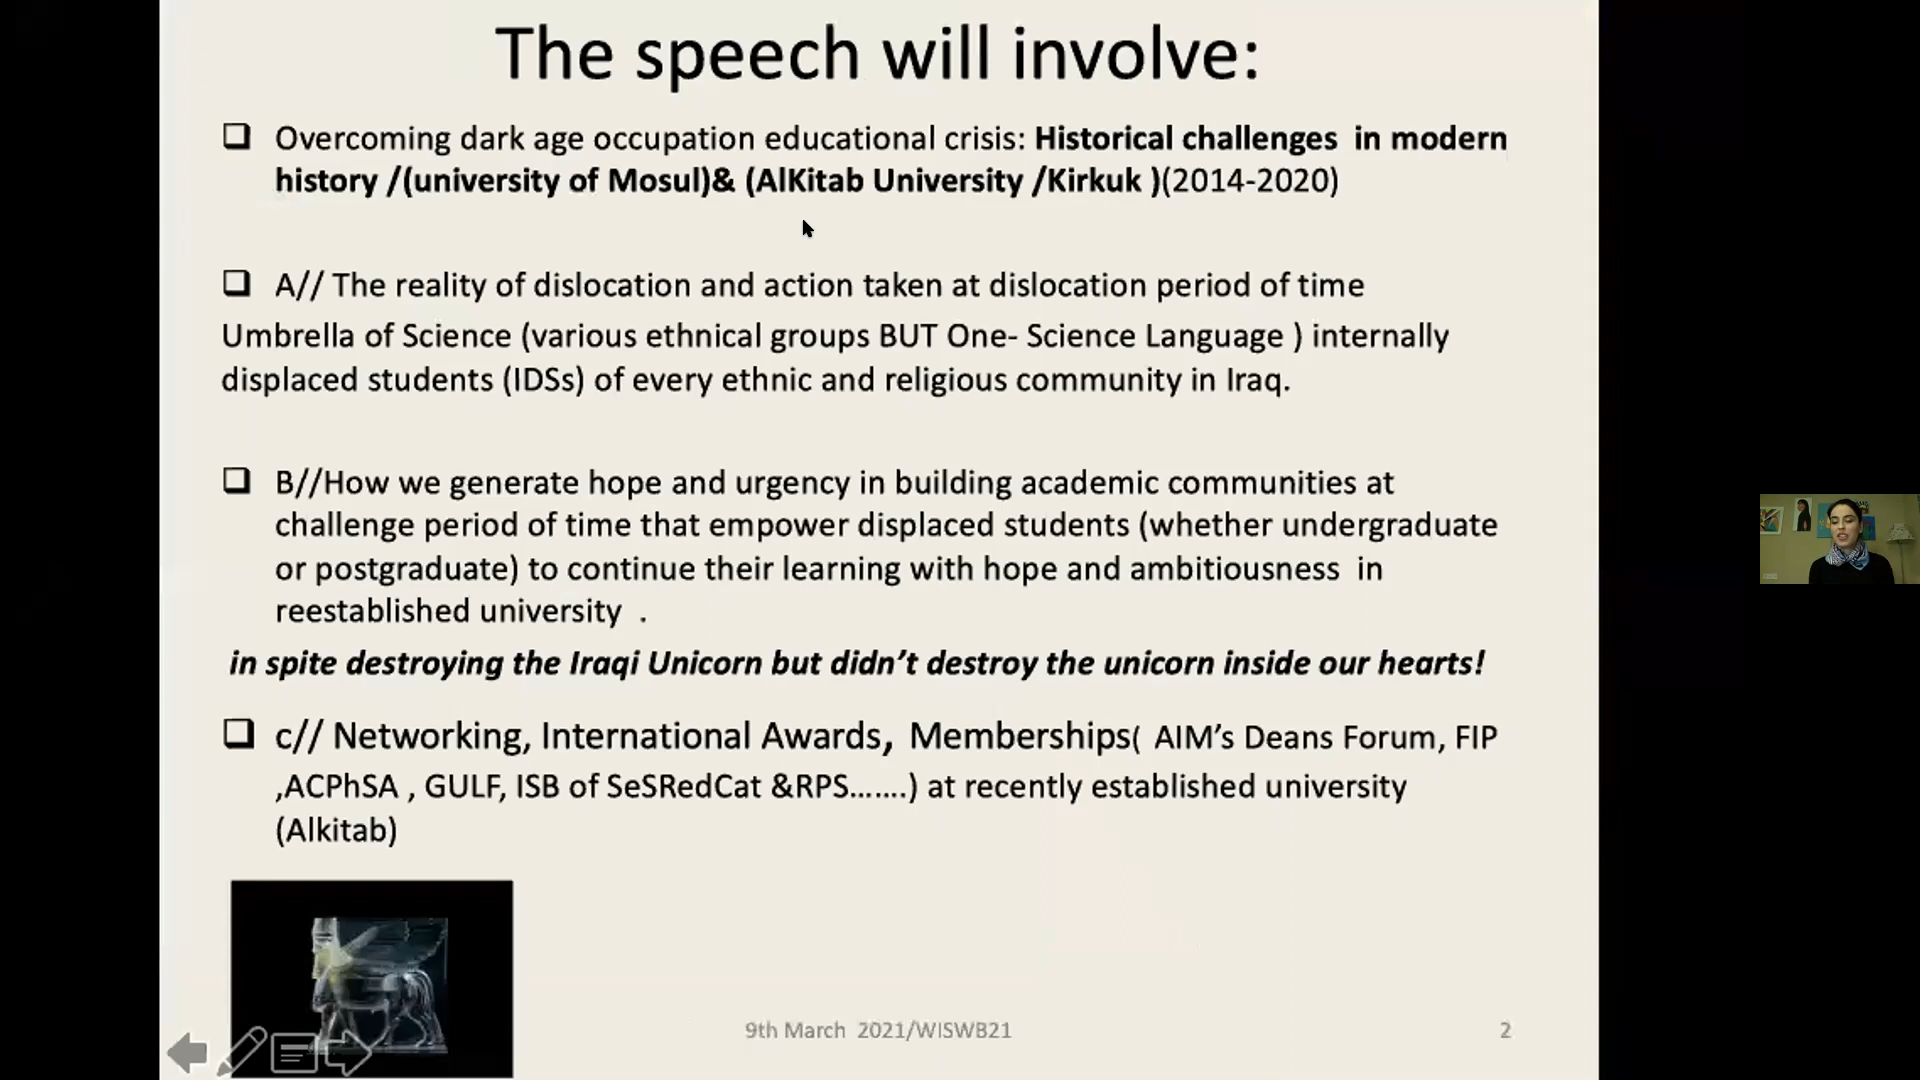 The speech will involve:
Overcoming dark age occupation educational crisis: Historical challenges in modern
history /(university of Mosul)& (AlKitab University /Kirkuk )(2014-2020)
A// The reality of dislocation and action taken at dislocation period of time
Umbrella of Science (various ethnical groups BUT One- Science Language ) internally
displaced students (IDSs) of every ethnic and religious community in Iraq.
B//How we generate hope and urgency in building academic communities at
challenge period of time that empower displaced students (whether undergraduate
or postgraduate) to continue their learning with hope and ambitiousness in
reestablished university .
in spite destroying the Iraqi Unicorn but didn’t destroy the unicorn inside our hearts!
c// Networking, International Awards, Memberships( AIM’s Deans Forum, FIP
,ACPhSA , GULF, ISB of SeSRedCat &RPS…….) at recently established university
(Alkitab)
9th March 2021/WISWB21
2